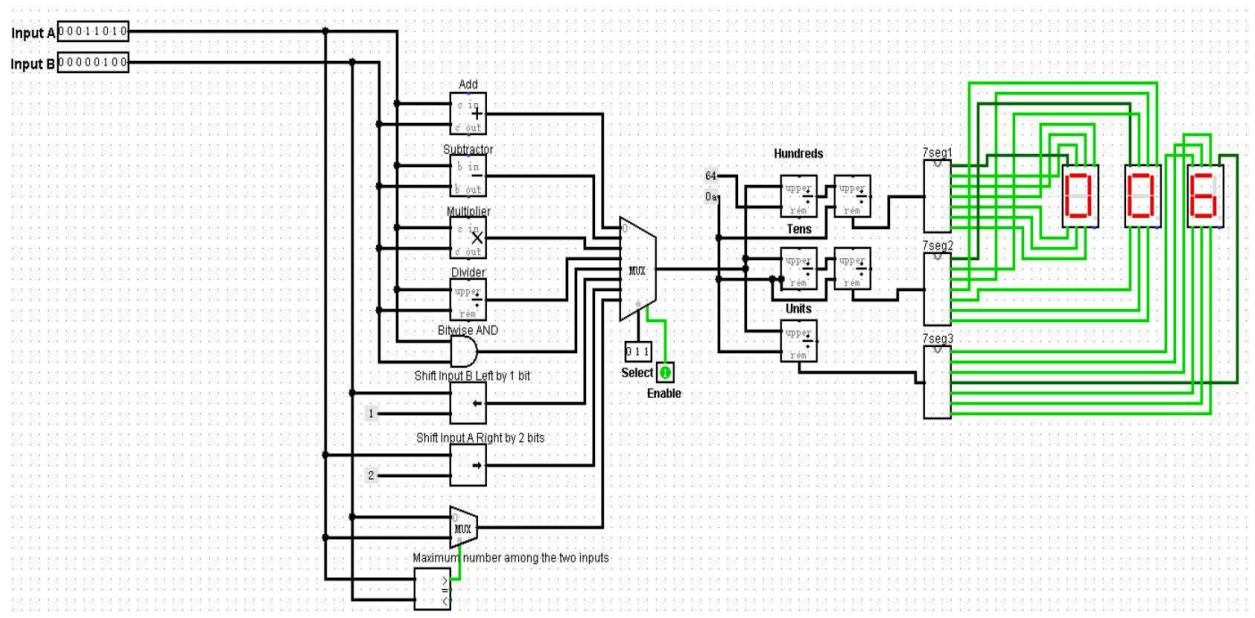 Input A 00011010
Input B 00000100
Add
c in
+
c out
Subtractor
b in
-
b out
Multiplier
c in
X
c out
Divider
upper
÷
rem
Bitwise AND
Shift Input B Left by 1 bit
←
1
Shift Input A Right by 2 bits
→
2
0
MUX
Maximum number among the two inputs
>
=
<
0
MUX
011
Select
1
Enable
Hundreds
64
0a
upper
÷
rem
upper
÷
rem
Tens
upper
÷
rem
upper
÷
rem
Units
upper
÷
rem
7seg1
7seg2
7seg3
006